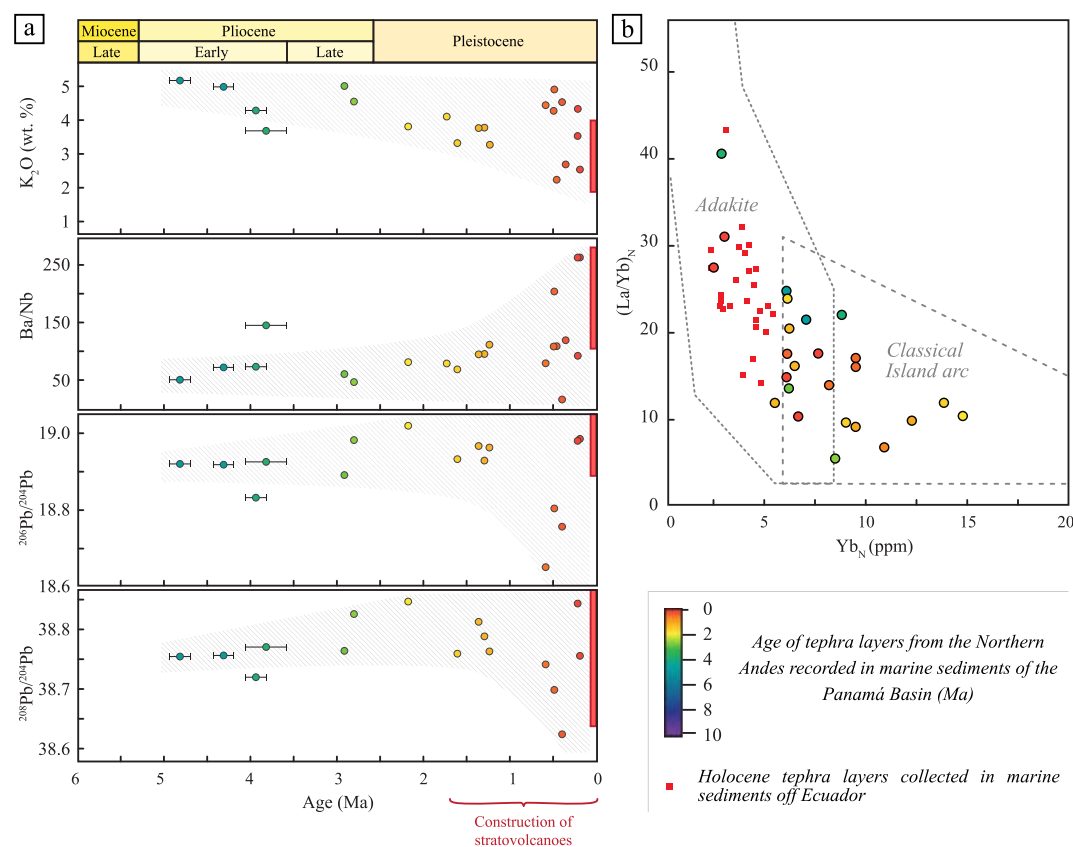 a
Miocene
Pliocene
Pleistocene
Late
Early
Late
K2O (wt. %)
5
4
3
2
1
Ba/Nb
250
150
50
206Pb/204Pb
19.0
18.8
18.6
208Pb/204Pb
38.8
38.7
38.6
6
5
4
3
2
1
0
Age (Ma)
Construction of
stratovolcanoes
b
(La/Yb)N
50
40
30
20
10
0
Adakite
Classical
Island arc
0
5
10
15
20
YbN (ppm)
0
2
4
6
8
10
Age of tephra layers from the Northern
Andes recorded in marine sediments of the
Panamá Basin (Ma)
Holocene tephra layers collected in marine
sediments off Ecuador